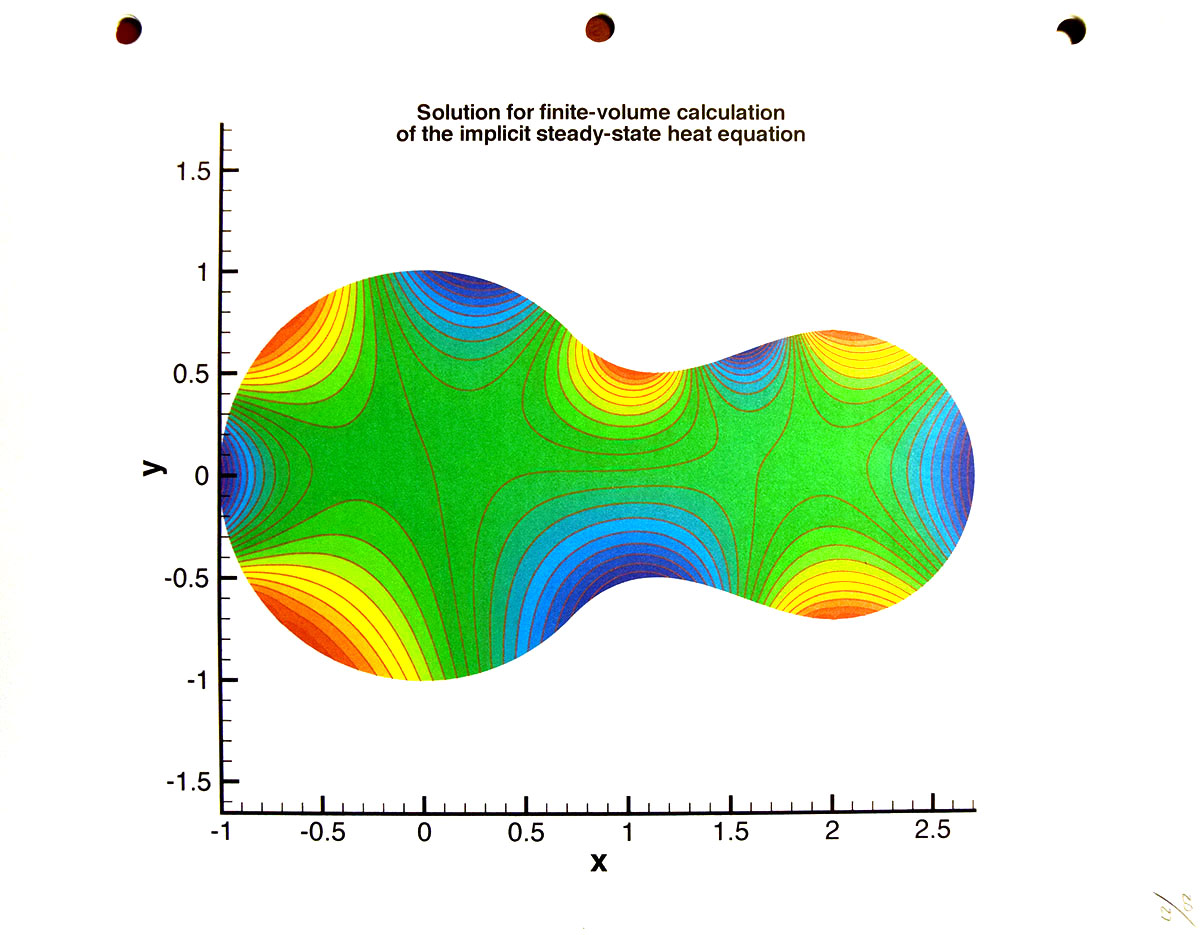 Solution for finite-volume calculation
of the implicit steady-state heat equation
1.5
1
0.5
y
0
-0.5
-1
-1.5
-1 -0.5 0 0.5 1 1.5 2 2.5
x